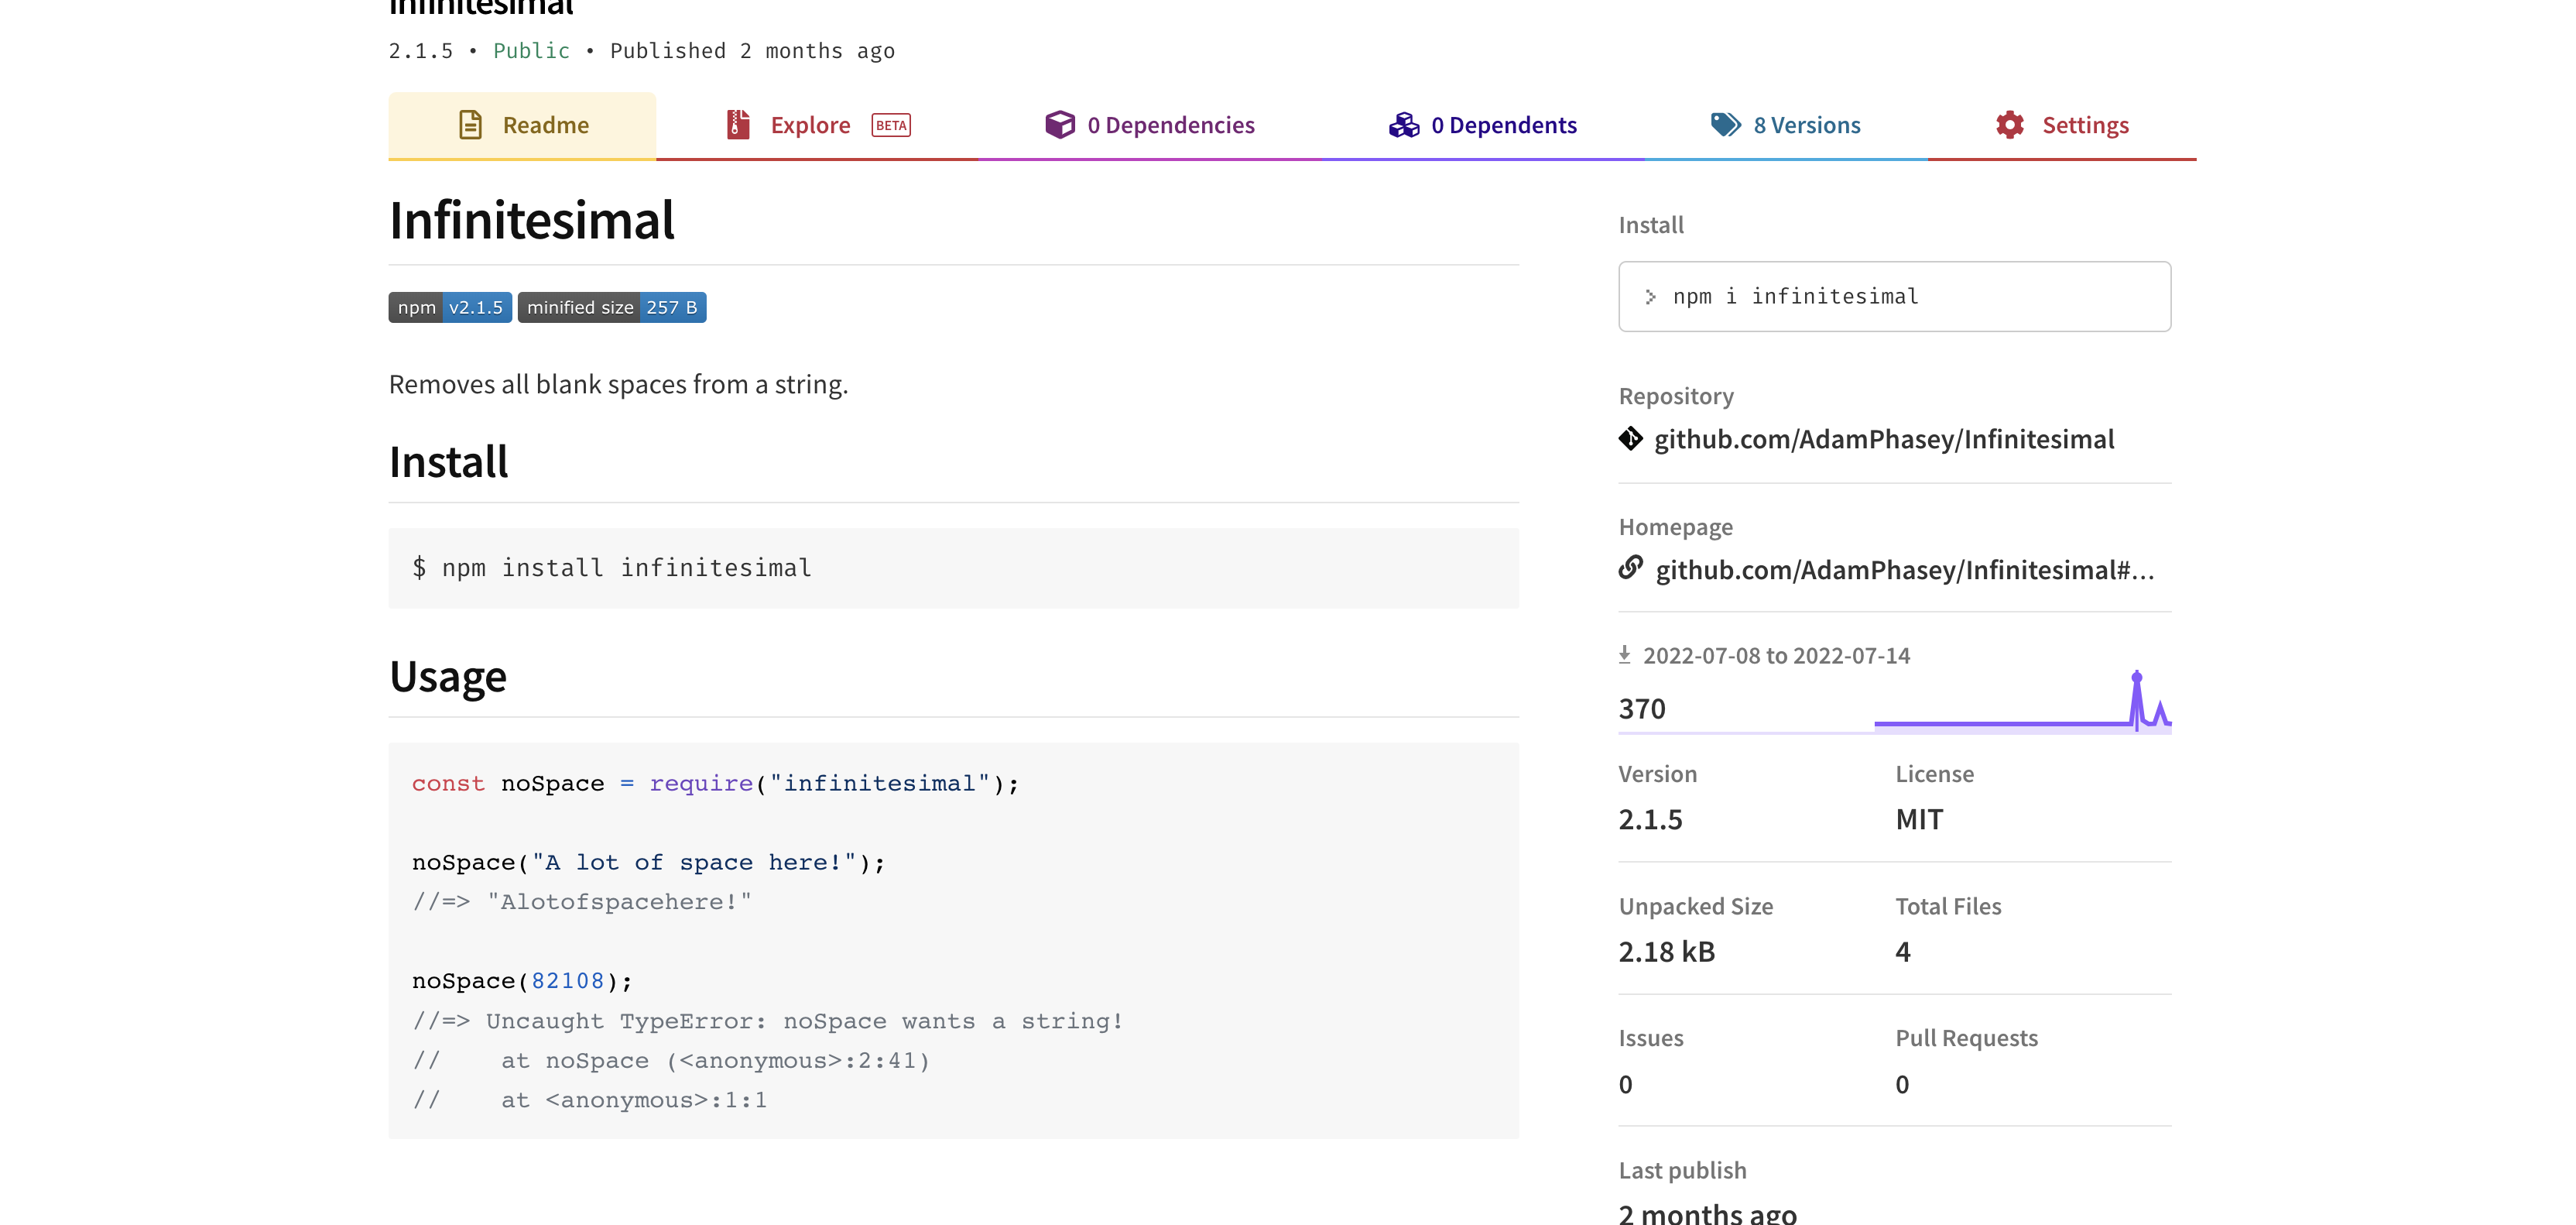 Infinitesimal
2.1.5 • Public • Published 2 months ago
Readme
Explore BETA
0 Dependencies
0 Dependents
8 Versions
Settings
Infinitesimal
npm v2.1.5 minified size 257 B
Removes all blank spaces from a string.
Install
$ npm install infinitesimal
Usage
const noSpace = require("infinitesimal");
noSpace("A lot of space here!");
//=> "Alotofspacehere!"
noSpace(82108);
//=> Uncaught TypeError: noSpace wants a string!
//    at noSpace (<anonymous>:2:41)
//    at <anonymous>:1:1
Install
> npm i infinitesimal
Repository
github.com/AdamPhasey/Infinitesimal
Homepage
github.com/AdamPhasey/Infinitesimal#...
2022-07-08 to 2022-07-14
370
Version
2.1.5
License
MIT
Unpacked Size
2.18 kB
Total Files
4
Issues
0
Pull Requests
0
Last publish
2 months ago